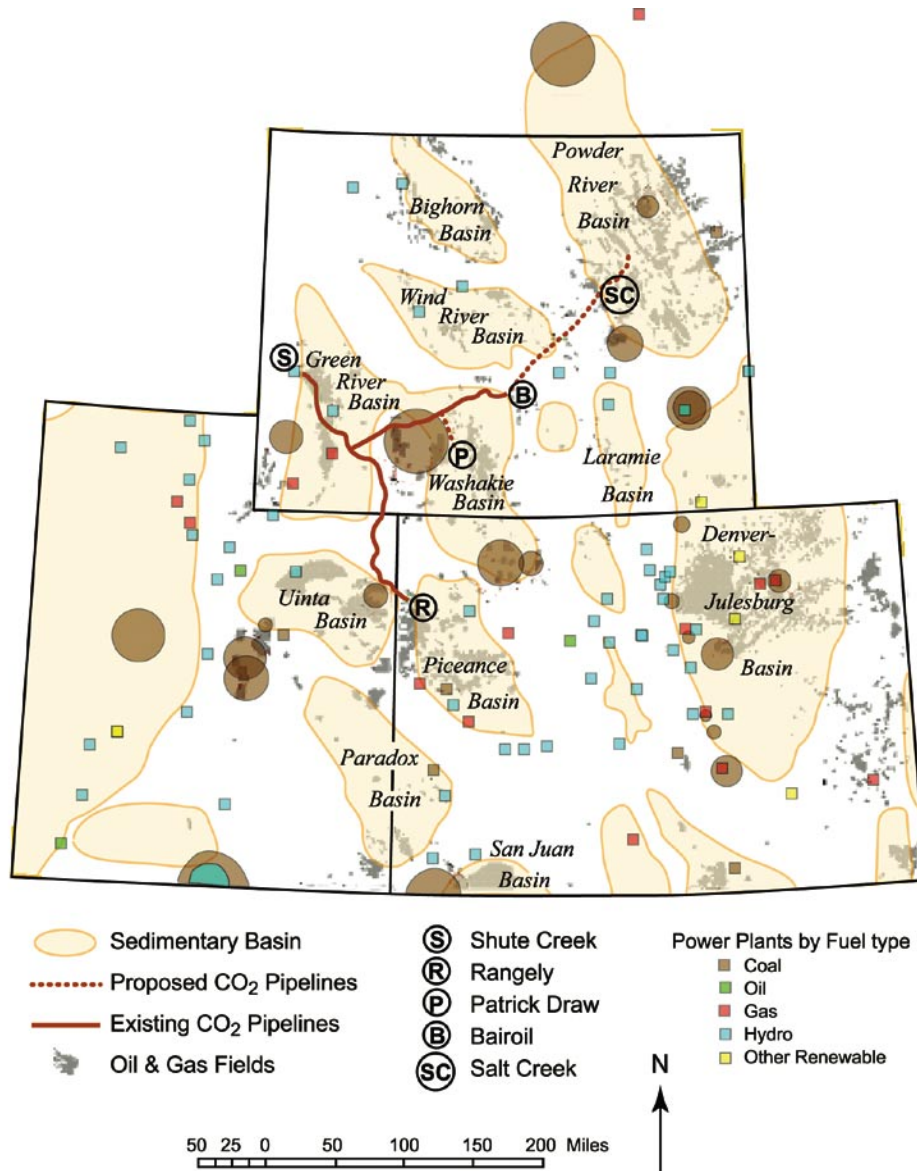 Powder
River
Basin
Bighorn
Basin
Wind
River
Basin
SC
S
Green
River
Basin
B
P
Washakie
Basin
Laramie
Basin
Denver-
Julesburg
Basin
Uinta
Basin
R
Piceance
Basin
Paradox
Basin
San Juan
Basin
Sedimentary Basin
Proposed CO₂ Pipelines
Existing CO₂ Pipelines
Oil & Gas Fields
S Shute Creek
R Rangely
P Patrick Draw
B Bairoil
SC Salt Creek
Power Plants by Fuel type
Coal
Oil
Gas
Hydro
Other Renewable
N
50 25 0 50 100 150 200 Miles